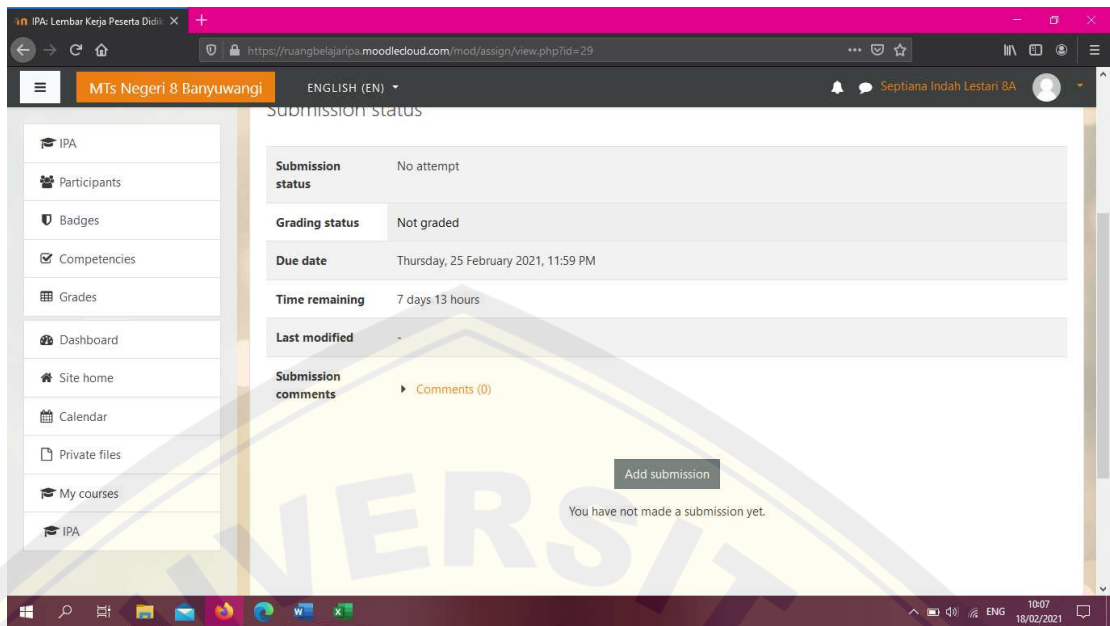 IPA: Lembar Kerja Peserta Didi
https://ruangbelajaripa.moodlecloud.com/mod/assign/view.php?id=29
MTs Negeri 8 Banyuwangi
ENGLISH (EN)
Septiana Indah Lestari 8A
Submission status
IPA
Participants
Badges
Competencies
Grades
Dashboard
Site home
Calendar
Private files
My courses
IPA
Submission status No attempt
Grading status Not graded
Due date Thursday, 25 February 2021, 11:59 PM
Time remaining 7 days 13 hours
Last modified -
Submission comments Comments (0)
Add submission
You have not made a submission yet.
VERSIT
ENG
10:07
18/02/2021